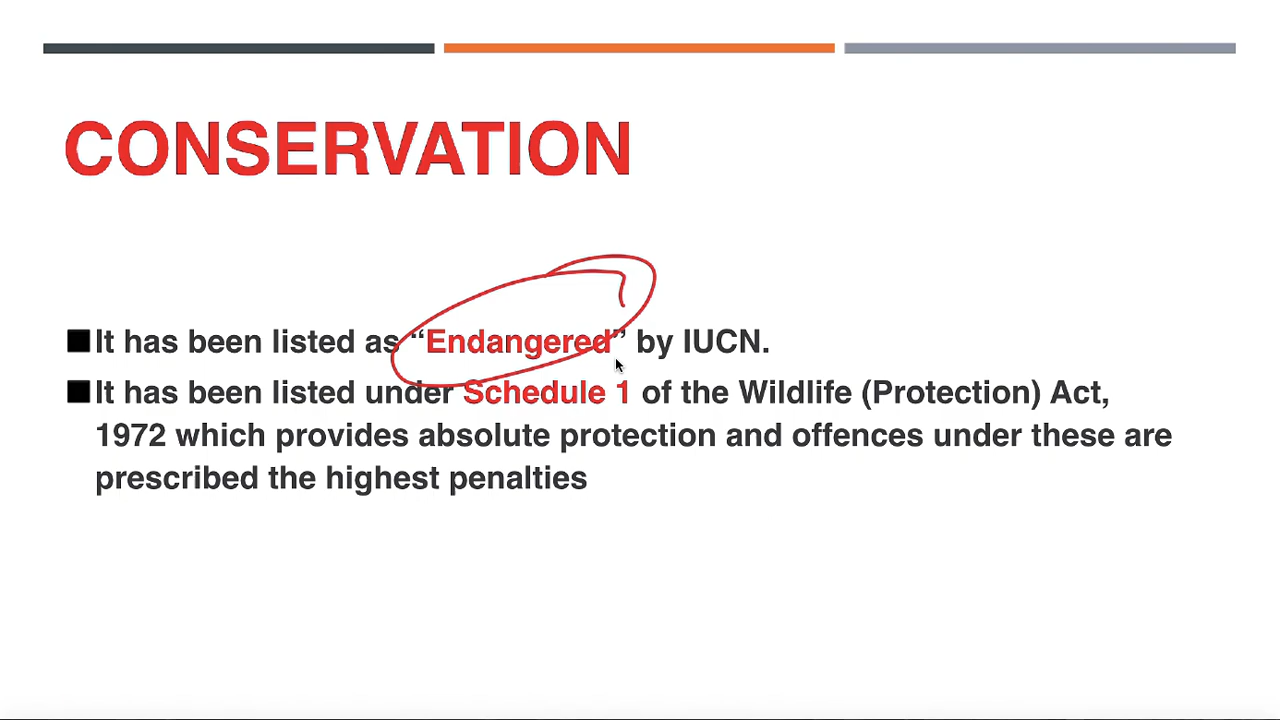 CONSERVATION
It has been listed as “Endangered” by IUCN.
It has been listed under Schedule 1 of the Wildlife (Protection) Act,
1972 which provides absolute protection and offences under these are
prescribed the highest penalties